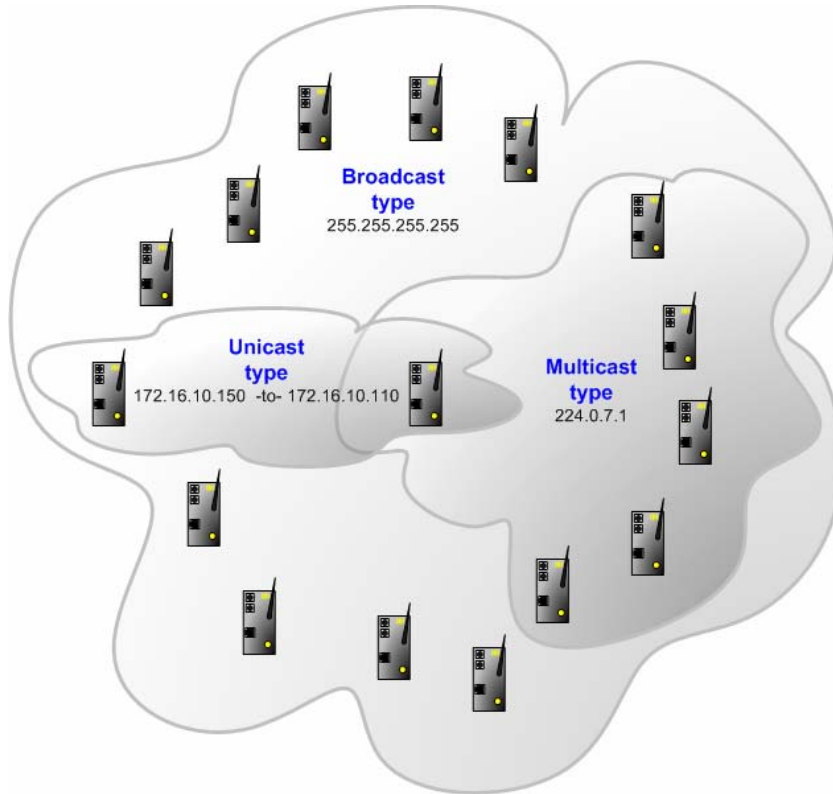 Broadcast
type
255.255.255.255
Unicast
type
172.16.10.150 -to- 172.16.10.110
Multicast
type
224.0.7.1